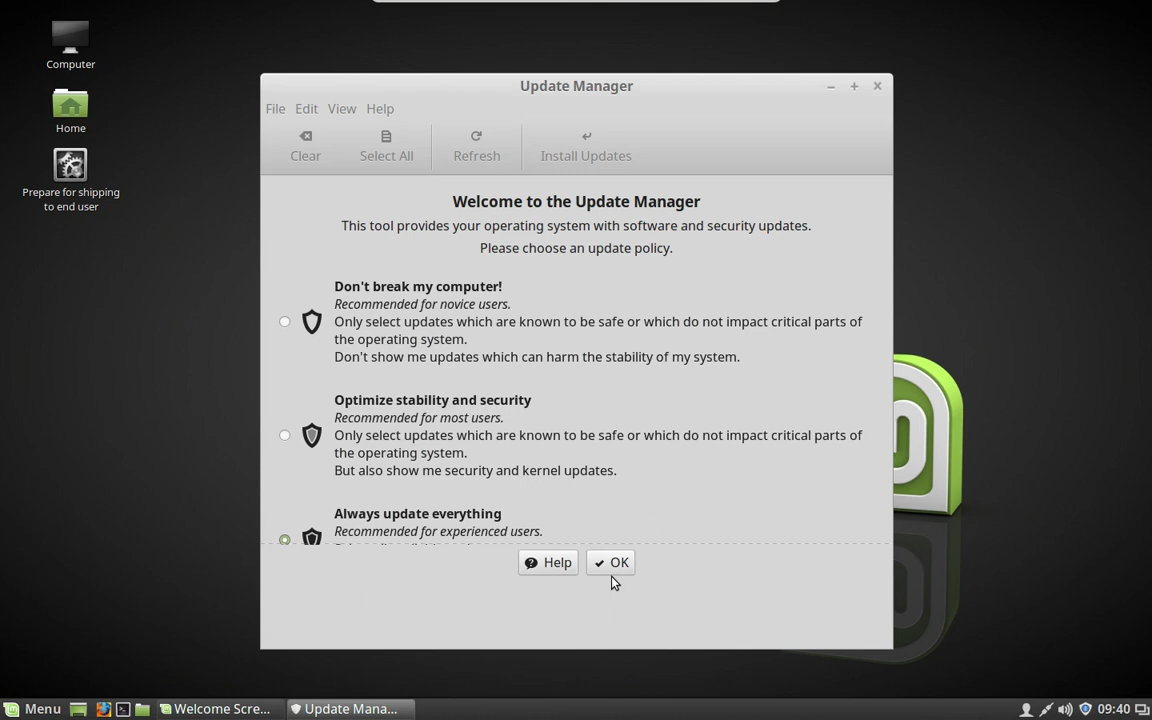 Computer
Home
Prepare for shipping
to end user
Update Manager
File Edit View Help
Clear Select All Refresh Install Updates
Welcome to the Update Manager
This tool provides your operating system with software and security updates.
Please choose an update policy.
Don't break my computer!
Recommended for novice users.
Only select updates which are known to be safe or which do not impact critical parts of
the operating system.
Don't show me updates which can harm the stability of my system.
Optimize stability and security
Recommended for most users.
Only select updates which are known to be safe or which do not impact critical parts of
the operating system.
But also show me security and kernel updates.
Always update everything
Recommended for experienced users.
Help OK
Menu Welcome Scre... Update Mana... 09:40